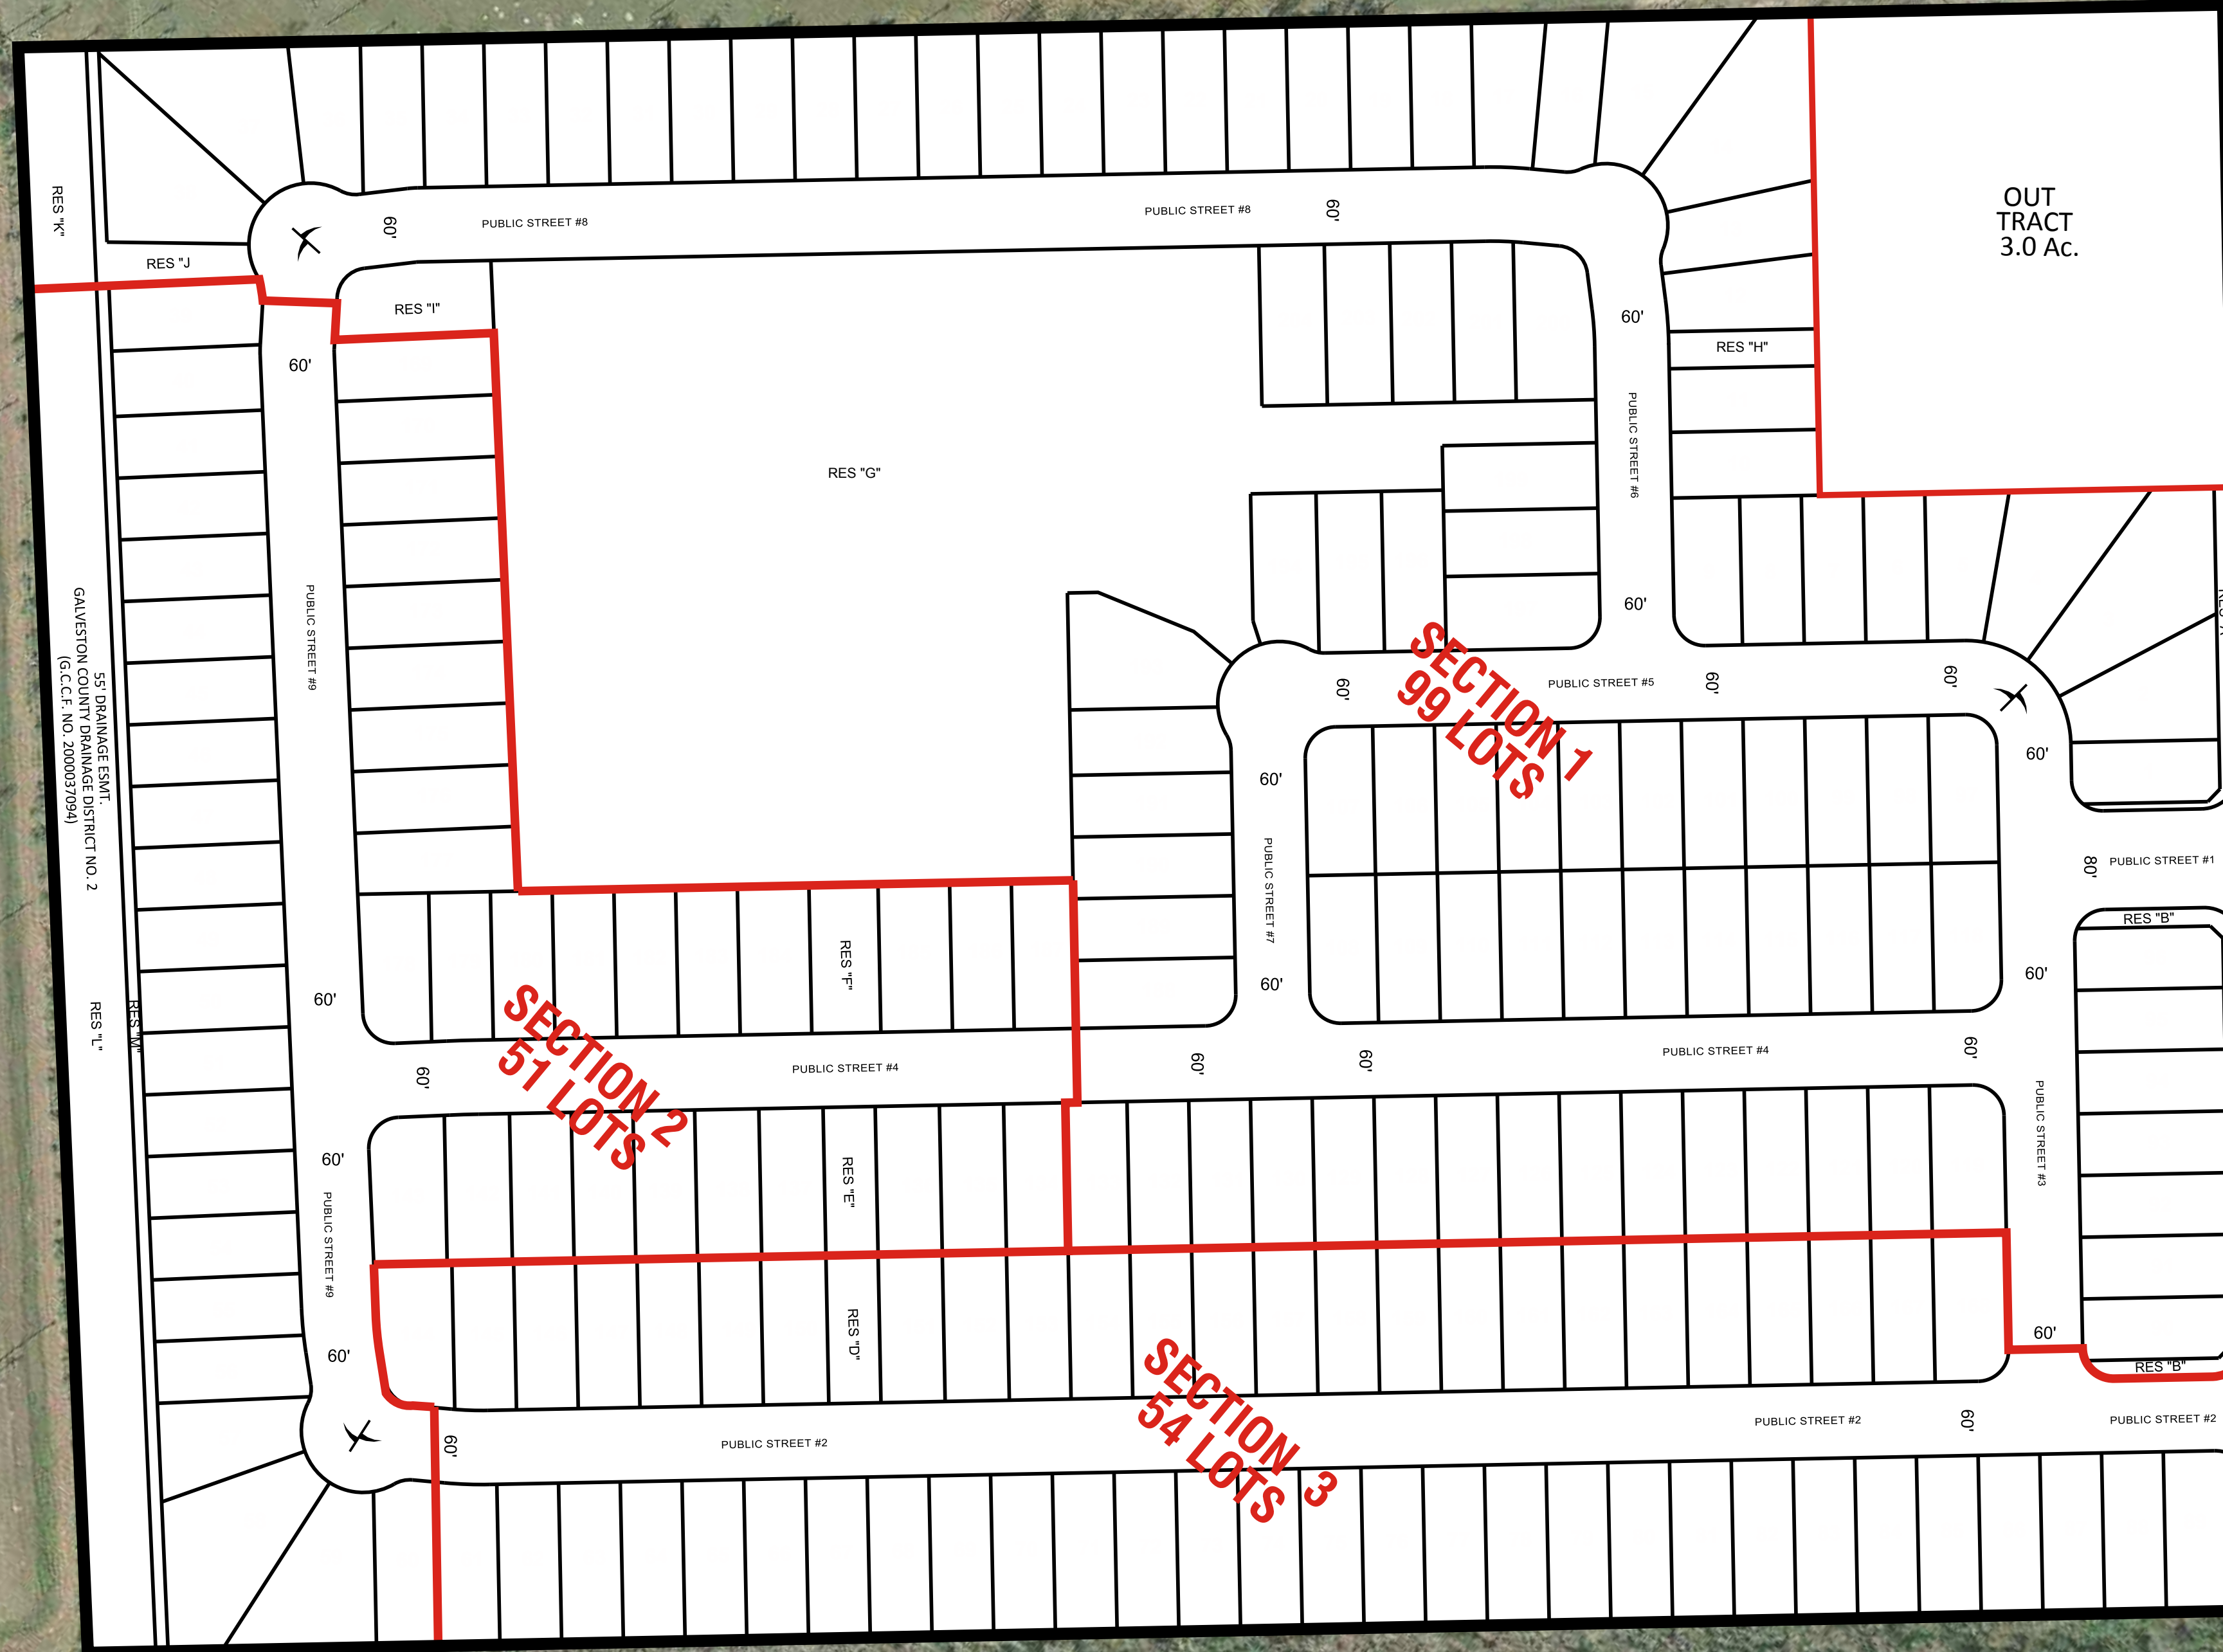 RES "K"
RES "J
60'
PUBLIC STREET #8
PUBLIC STREET #8
60'
OUT
TRACT
3.0 Ac.
RES "I"
60'
60'
RES "H"
RES "G"
PUBLIC STREET #6
PUBLIC STREET #9
60'
55' DRAINAGE ESMT.
GALVESTON COUNTY DRAINAGE DISTRICT NO. 2
(G.C.C.F. NO. 2000037094)
SECTION 1
99 LOTS
60'
PUBLIC STREET #5
60'
60'
60'
60'
PUBLIC STREET #7
80'
PUBLIC STREET #1
RES "B"
RES "F"
60'
60'
60'
RES "L"
RES "M"
SECTION 2
51 LOTS
60'
PUBLIC STREET #4
60'
60'
PUBLIC STREET #4
60'
PUBLIC STREET #3
60'
RES "E"
PUBLIC STREET #9
60'
RES "D"
SECTION 3
54 LOTS
60'
RES "B"
60'
PUBLIC STREET #2
PUBLIC STREET #2
60'
PUBLIC STREET #2